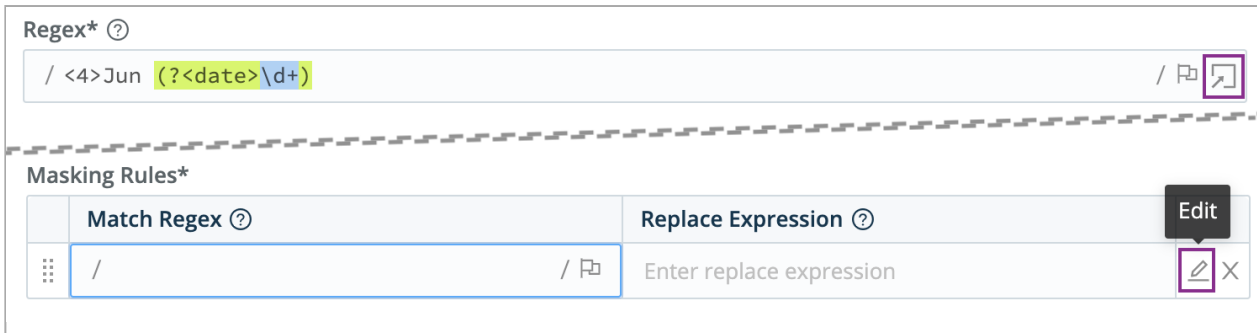 Regex* ?
/ <4>Jun (?<date>\d+) /
Masking Rules*
Match Regex ? Replace Expression ? Edit
/ / Enter replace expression